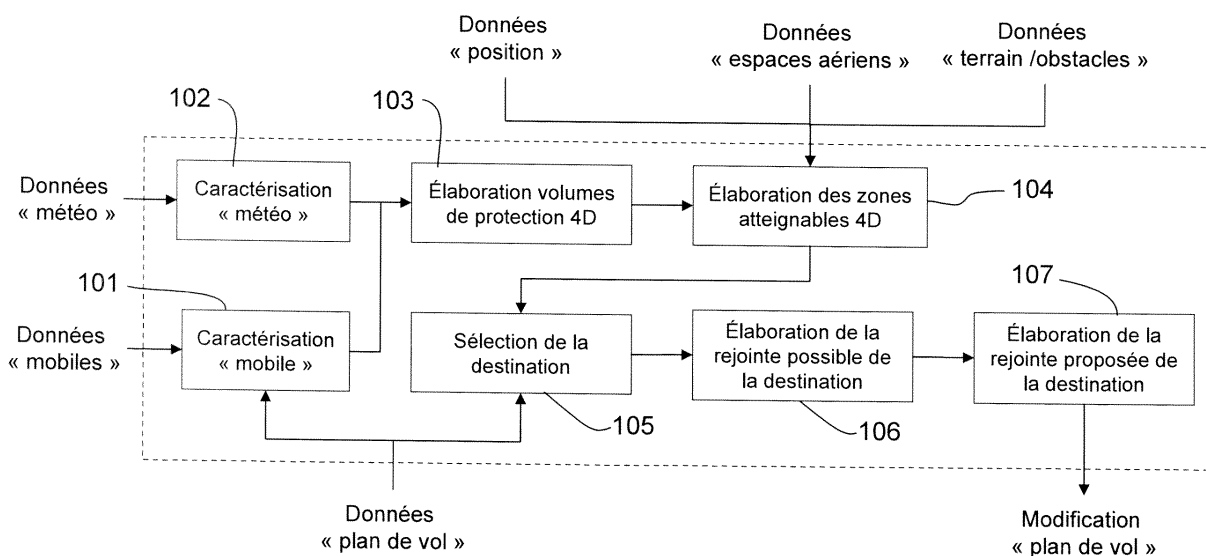 Données
« position »
Données
« espaces aériens »
Données
« terrain /obstacles »
102
103
Données
« météo »
Caractérisation
« météo »
Élaboration volumes
de protection 4D
Élaboration des zones
atteignables 4D
104
101
107
Données
« mobiles »
Caractérisation
« mobile »
Sélection de la
destination
Élaboration de la
rejointe possible de
la destination
Élaboration de la
rejointe proposée de
la destination
105
106
Données
« plan de vol »
Modification
« plan de vol »